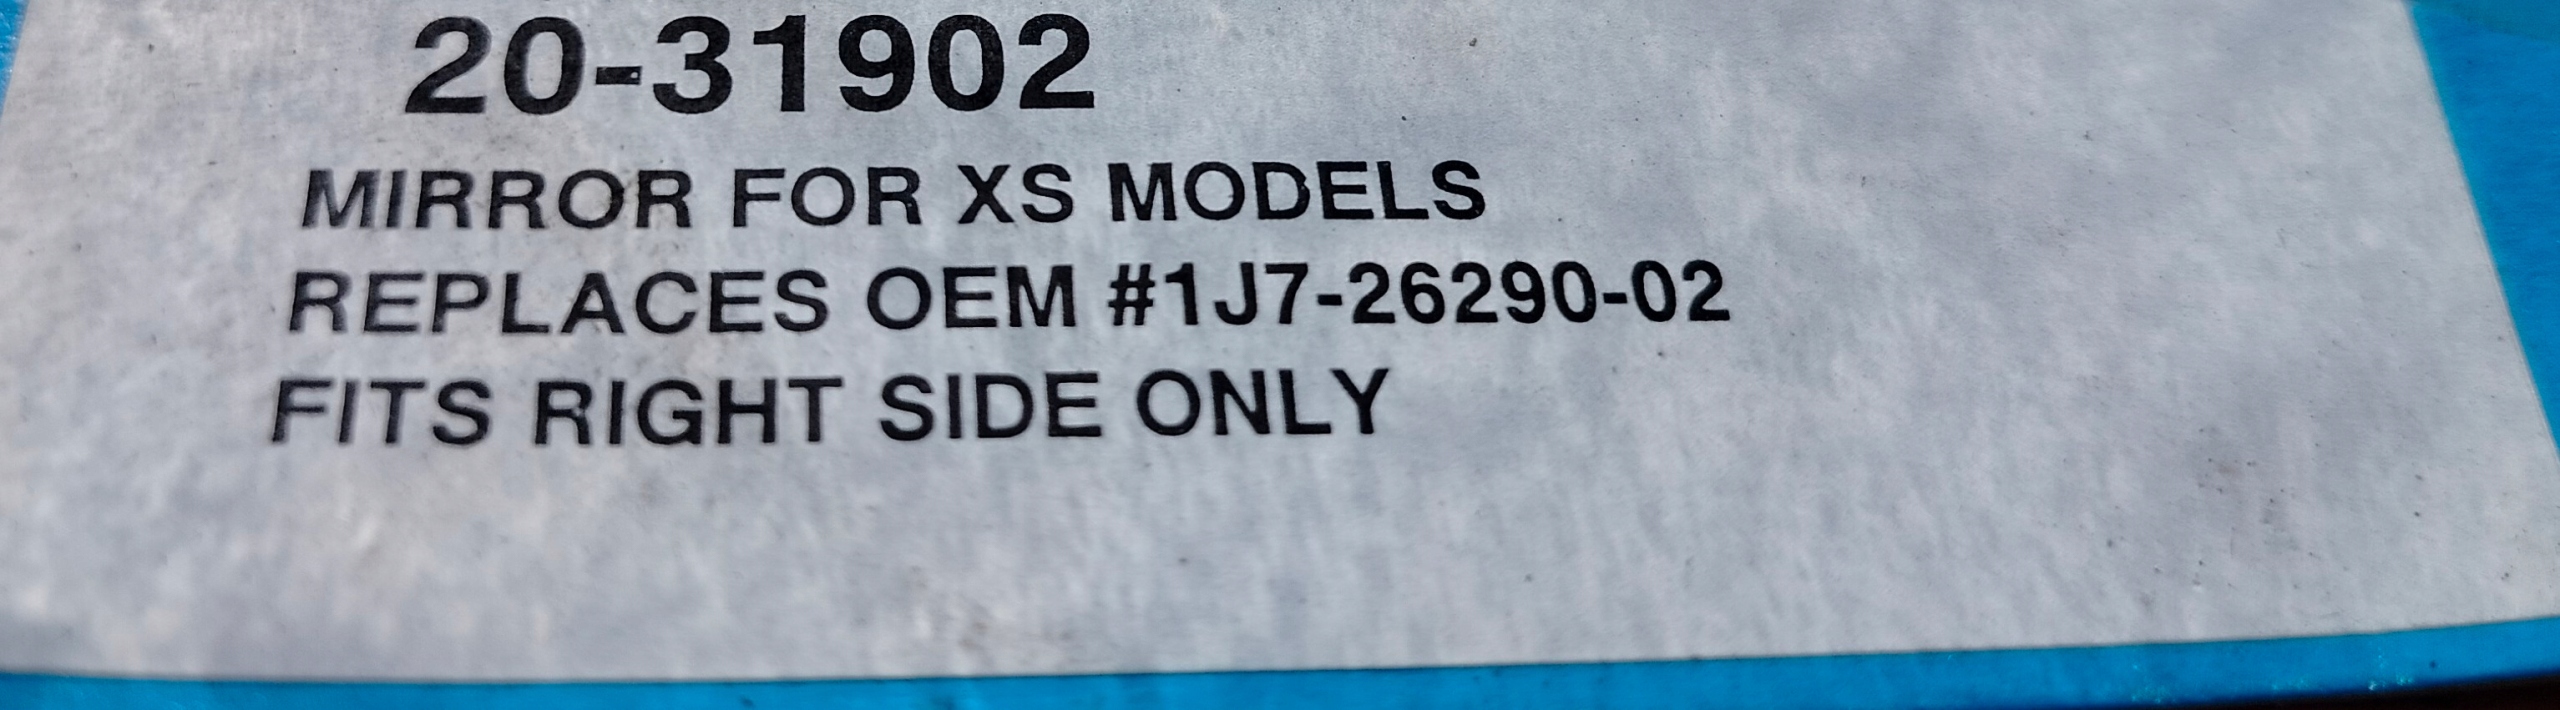 20-31902
MIRROR FOR XS MODELS
REPLACES OEM #1J7-26290-02
FITS RIGHT SIDE ONLY